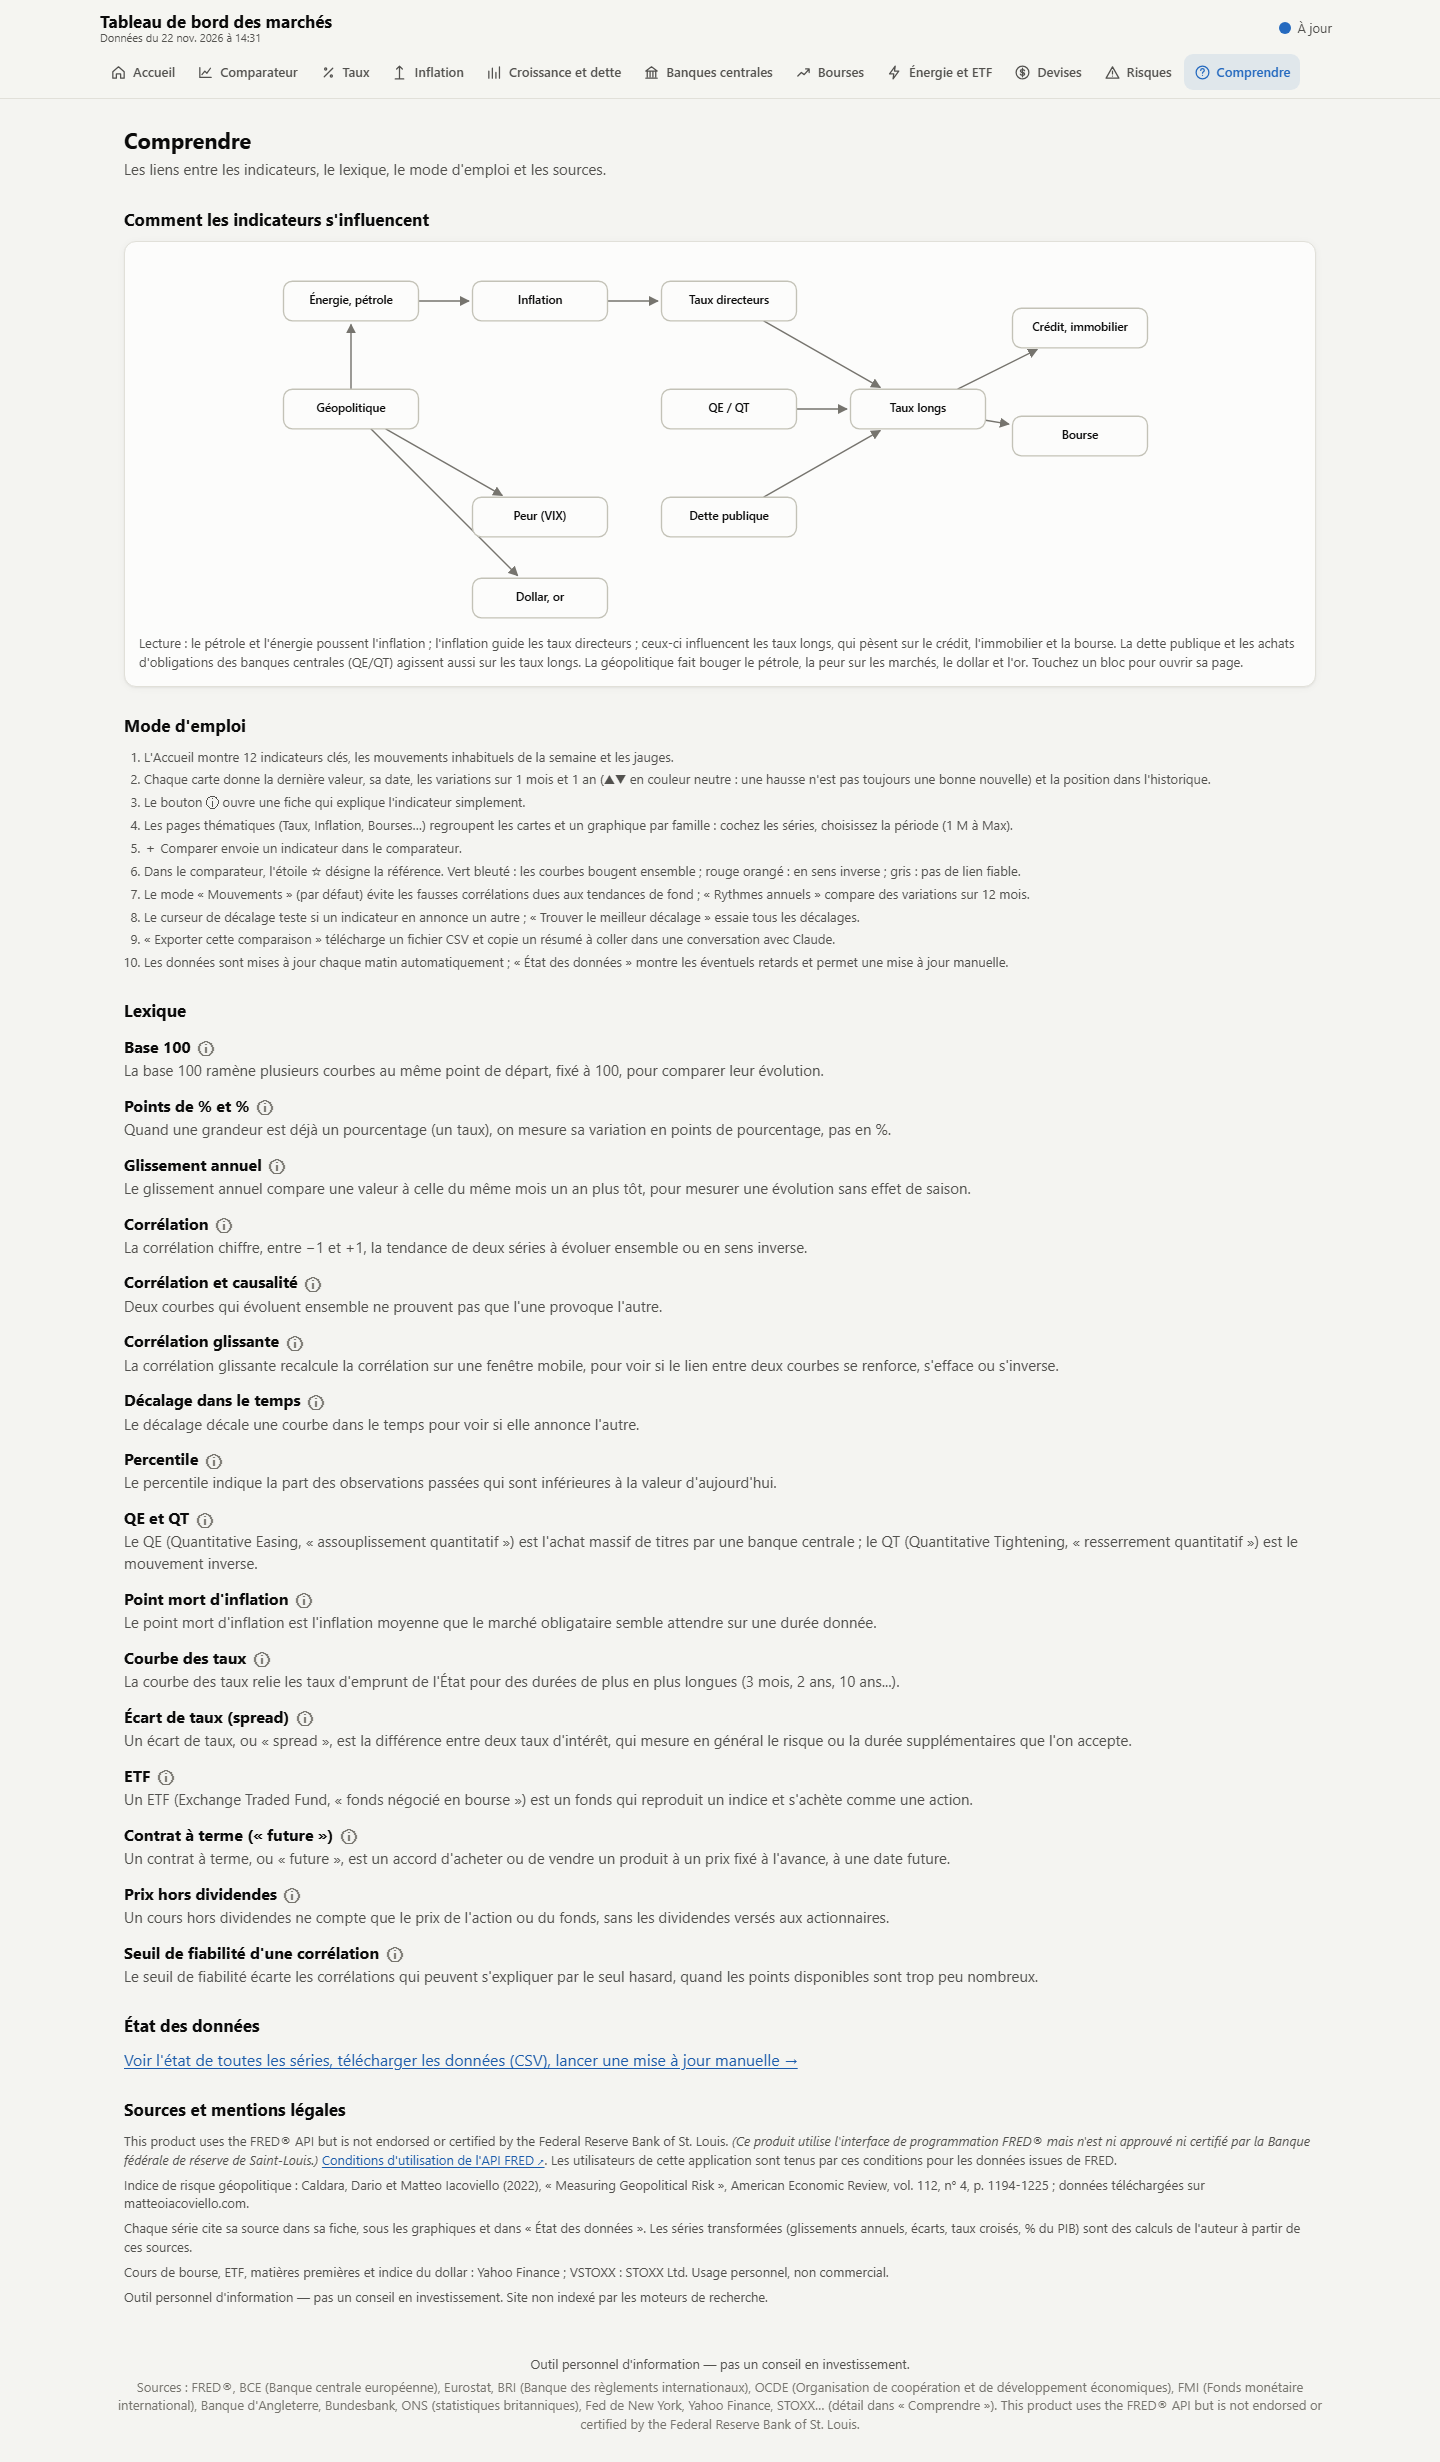 Tableau de bord des marchés
Données du 22 nov. 2026 à 14:31
À jour
Accueil
Comparateur
Taux
Inflation
Croissance et dette
Banques centrales
Bourses
Énergie et ETF
Devises
Risques
Comprendre
Comprendre
Les liens entre les indicateurs, le lexique, le mode d'emploi et les sources.
Comment les indicateurs s'influencent
Énergie, pétrole
Inflation
Taux directeurs
Crédit, immobilier
Géopolitique
QE / QT
Taux longs
Bourse
Peur (VIX)
Dette publique
Dollar, or
Lecture : le pétrole et l'énergie poussent l'inflation ; l'inflation guide les taux directeurs ; ceux-ci influencent les taux longs, qui pèsent sur le crédit, l'immobilier et la bourse. La dette publique et les achats
d'obligations des banques centrales (QE/QT) agissent aussi sur les taux longs. La géopolitique fait bouger le pétrole, la peur sur les marchés, le dollar et l'or. Touchez un bloc pour ouvrir sa page.
Mode d'emploi
1. L'Accueil montre 12 indicateurs clés, les mouvements inhabituels de la semaine et les jauges.
2. Chaque carte donne la dernière valeur, sa date, les variations sur 1 mois et 1 an (▲▼ en couleur neutre : une hausse n'est pas toujours une bonne nouvelle) et la position dans l'historique.
3. Le bouton ⓘ ouvre une fiche qui explique l'indicateur simplement.
4. Les pages thématiques (Taux, Inflation, Bourses…) regroupent les cartes et un graphique par famille : cochez les séries, choisissez la période (1 M à Max).
5. ＋ Comparer envoie un indicateur dans le comparateur.
6. Dans le comparateur, l'étoile ☆ désigne la référence. Vert bleuté : les courbes bougent ensemble ; rouge orangé : en sens inverse ; gris : pas de lien fiable.
7. Le mode « Mouvements » (par défaut) évite les fausses corrélations dues aux tendances de fond ; « Rythmes annuels » compare des variations sur 12 mois.
8. Le curseur de décalage teste si un indicateur en annonce un autre ; « Trouver le meilleur décalage » essaie tous les décalages.
9. « Exporter cette comparaison » télécharge un fichier CSV et copie un résumé à coller dans une conversation avec Claude.
10. Les données sont mises à jour chaque matin automatiquement ; « État des données » montre les éventuels retards et permet une mise à jour manuelle.
Lexique
Base 100 ⓘ
La base 100 ramène plusieurs courbes au même point de départ, fixé à 100, pour comparer leur évolution.
Points de % et % ⓘ
Quand une grandeur est déjà un pourcentage (un taux), on mesure sa variation en points de pourcentage, pas en %.
Glissement annuel ⓘ
Le glissement annuel compare une valeur à celle du même mois un an plus tôt, pour mesurer une évolution sans effet de saison.
Corrélation ⓘ
La corrélation chiffre, entre −1 et +1, la tendance de deux séries à évoluer ensemble ou en sens inverse.
Corrélation et causalité ⓘ
Deux courbes qui évoluent ensemble ne prouvent pas que l'une provoque l'autre.
Corrélation glissante ⓘ
La corrélation glissante recalcule la corrélation sur une fenêtre mobile, pour voir si le lien entre deux courbes se renforce, s'efface ou s'inverse.
Décalage dans le temps ⓘ
Le décalage décale une courbe dans le temps pour voir si elle annonce l'autre.
Percentile ⓘ
Le percentile indique la part des observations passées qui sont inférieures à la valeur d'aujourd'hui.
QE et QT ⓘ
Le QE (Quantitative Easing, « assouplissement quantitatif ») est l'achat massif de titres par une banque centrale ; le QT (Quantitative Tightening, « resserrement quantitatif ») est le
mouvement inverse.
Point mort d'inflation ⓘ
Le point mort d'inflation est l'inflation moyenne que le marché obligataire semble attendre sur une durée donnée.
Courbe des taux ⓘ
La courbe des taux relie les taux d'emprunt de l'État pour des durées de plus en plus longues (3 mois, 2 ans, 10 ans…).
Écart de taux (spread) ⓘ
Un écart de taux, ou « spread », est la différence entre deux taux d'intérêt, qui mesure en général le risque ou la durée supplémentaires que l'on accepte.
ETF ⓘ
Un ETF (Exchange Traded Fund, « fonds négocié en bourse ») est un fonds qui reproduit un indice et s'achète comme une action.
Contrat à terme (« future ») ⓘ
Un contrat à terme, ou « future », est un accord d'acheter ou de vendre un produit à un prix fixé à l'avance, à une date future.
Prix hors dividendes ⓘ
Un cours hors dividendes ne compte que le prix de l'action ou du fonds, sans les dividendes versés aux actionnaires.
Seuil de fiabilité d'une corrélation ⓘ
Le seuil de fiabilité écarte les corrélations qui peuvent s'expliquer par le seul hasard, quand les points disponibles sont trop peu nombreux.
État des données
Voir l'état de toutes les séries, télécharger les données (CSV), lancer une mise à jour manuelle →
Sources et mentions légales
This product uses the FRED® API but is not endorsed or certified by the Federal Reserve Bank of St. Louis. (Ce produit utilise l'interface de programmation FRED® mais n'est ni approuvé ni certifié par la Banque
fédérale de réserve de Saint-Louis.) Conditions d'utilisation de l'API FRED ↗. Les utilisateurs de cette application sont tenus par ces conditions pour les données issues de FRED.
Indice de risque géopolitique : Caldara, Dario et Matteo Iacoviello (2022), « Measuring Geopolitical Risk », American Economic Review, vol. 112, n° 4, p. 1194-1225 ; données téléchargées sur
matteoiacoviello.com.
Chaque série cite sa source dans sa fiche, sous les graphiques et dans « État des données ». Les séries transformées (glissements annuels, écarts, taux croisés, % du PIB) sont des calculs de l'auteur à partir de
ces sources.
Cours de bourse, ETF, matières premières et indice du dollar : Yahoo Finance ; VSTOXX : STOXX Ltd. Usage personnel, non commercial.
Outil personnel d'information — pas un conseil en investissement. Site non indexé par les moteurs de recherche.
Outil personnel d'information — pas un conseil en investissement.
Sources : FRED®, BCE (Banque centrale européenne), Eurostat, BRI (Banque des règlements internationaux), OCDE (Organisation de coopération et de développement économiques), FMI (Fonds monétaire
international), Banque d'Angleterre, Bundesbank, ONS (statistiques britanniques), Fed de New York, Yahoo Finance, STOXX… (détail dans « Comprendre »). This product uses the FRED® API but is not endorsed or
certified by the Federal Reserve Bank of St. Louis.